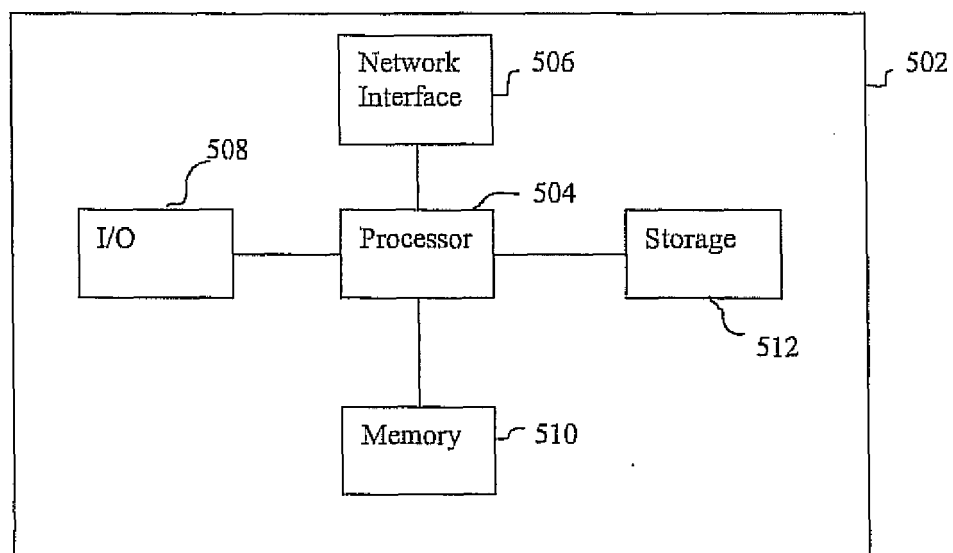 Network
Interface
506
502
508
504
I/O
Processor
Storage
512
Memory
510